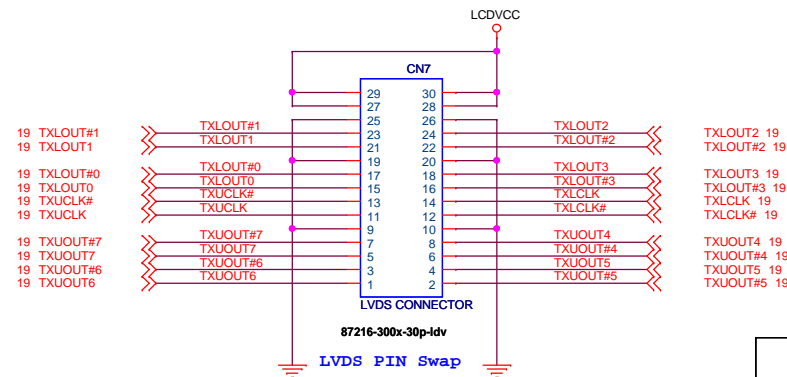 LCDVCC
CN7
29 30
27 28
25 26
19 TXLOUT#1 TXLOUT#1 23 24 TXLOUT2 TXLOUT2 19
19 TXLOUT1 TXLOUT1 21 22 TXLOUT#2 TXLOUT#2 19
19 20
19 TXLOUT#0 TXLOUT#0 17 18 TXLOUT3 TXLOUT3 19
19 TXLOUT0 TXLOUT0 15 16 TXLOUT#3 TXLOUT#3 19
19 TXUCLK# TXUCLK# 13 14 TXLCLK TXLCLK 19
19 TXUCLK TXUCLK 11 12 TXLCLK# TXLCLK# 19
9 10
19 TXUOUT#7 TXUOUT#7 7 8 TXUOUT4 TXUOUT4 19
19 TXUOUT7 TXUOUT7 5 6 TXUOUT#4 TXUOUT#4 19
19 TXUOUT#6 TXUOUT#6 3 4 TXUOUT5 TXUOUT5 19
19 TXUOUT6 TXUOUT6 1 2 TXUOUT#5 TXUOUT#5 19
LVDS CONNECTOR
87216-300x-30p-ldv
LVDS PIN Swap